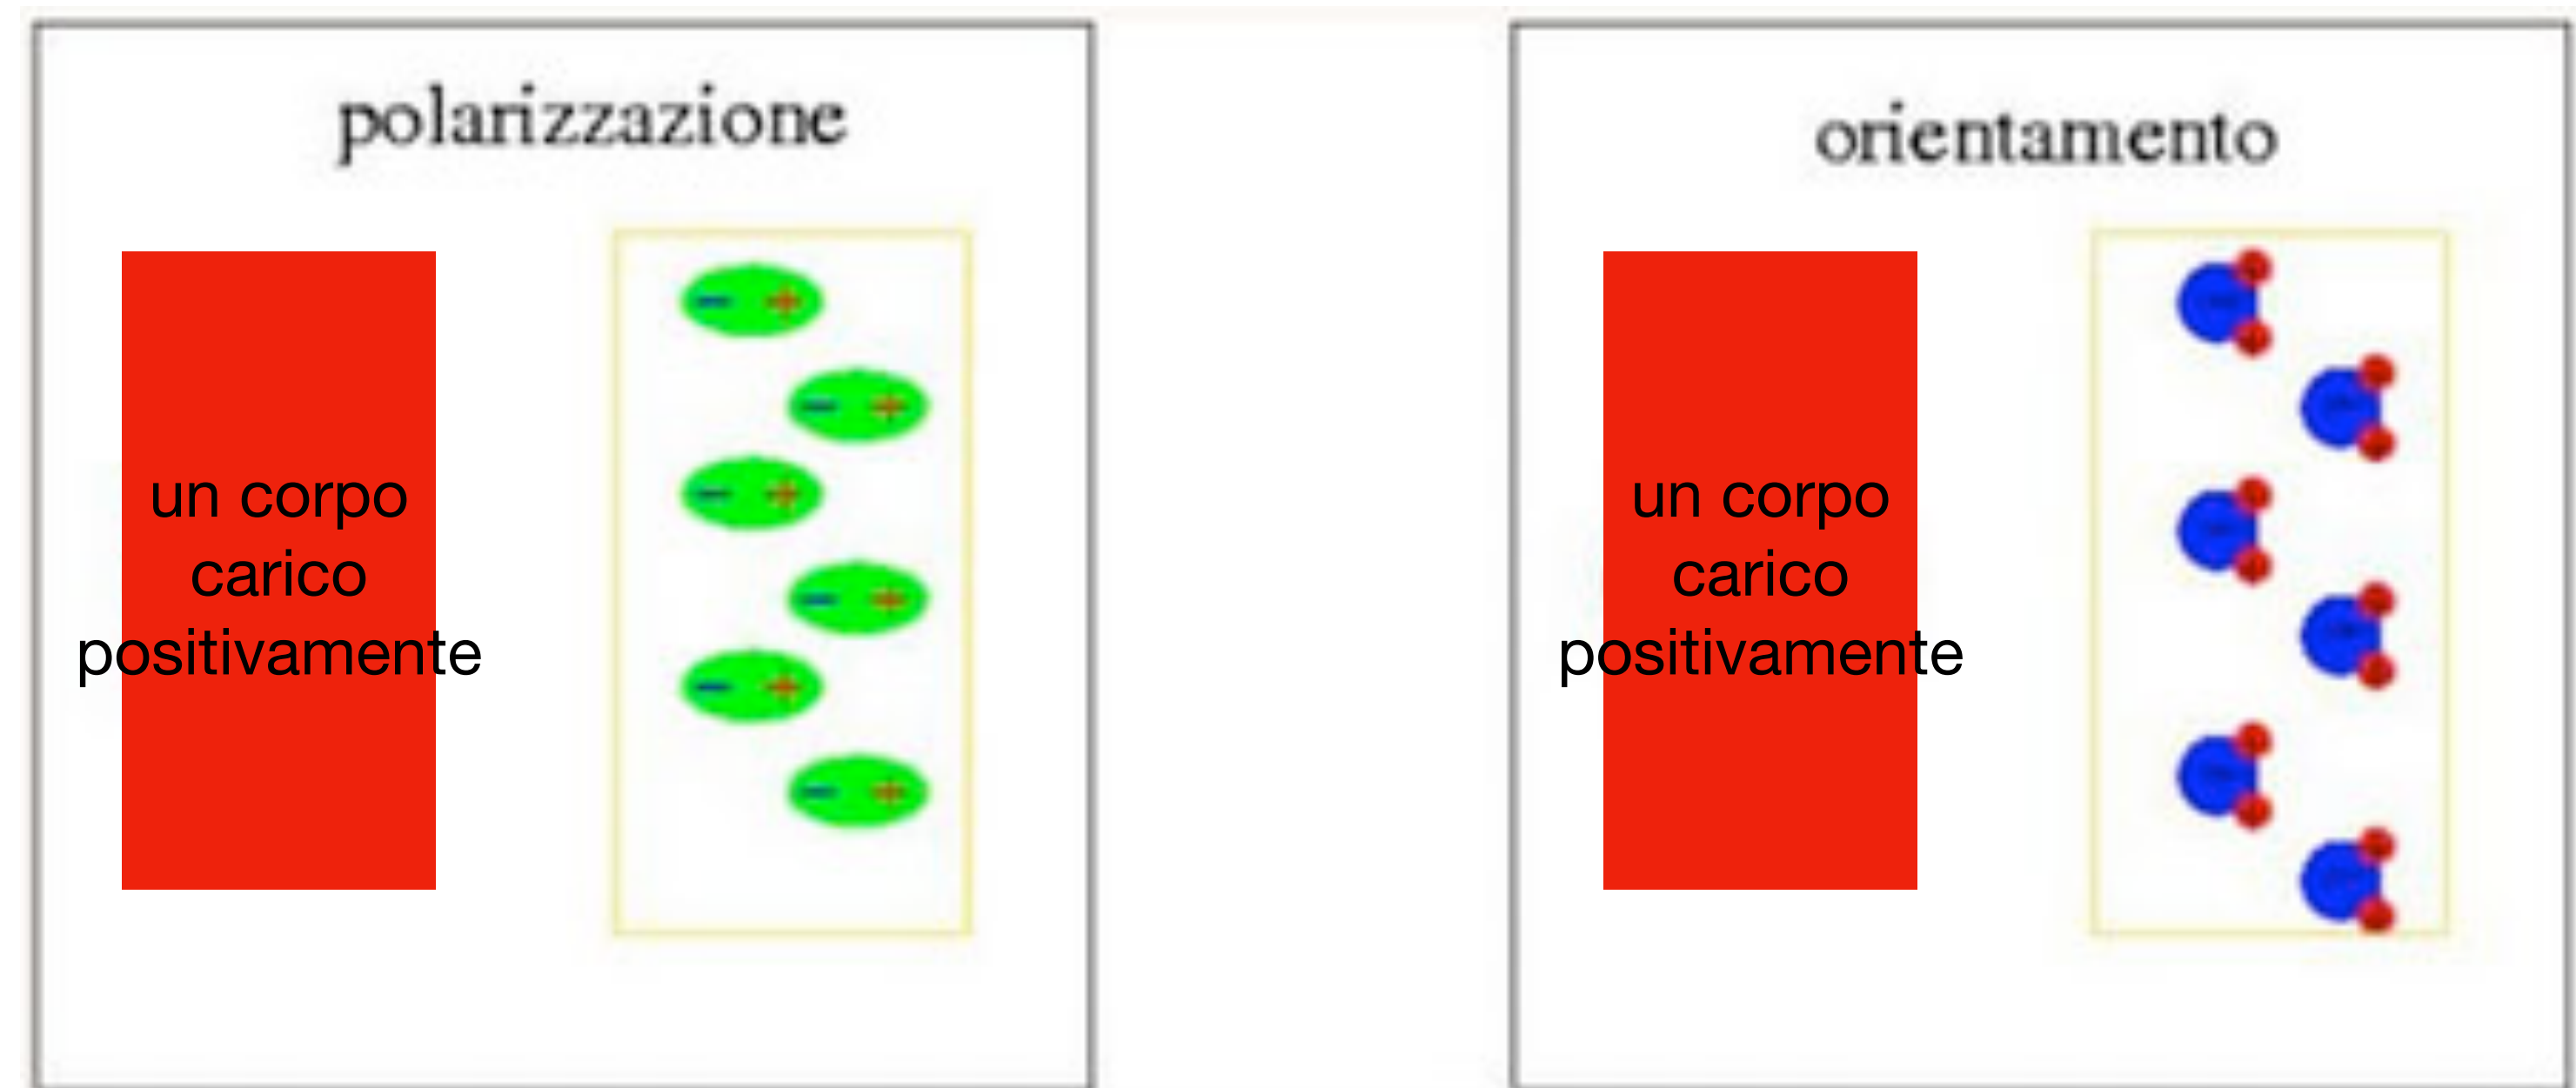 polarizzazione
un corpo
carico
positivamente
- +
- +
- +
- +
- +
- +
orientamento
un corpo
carico
positivamente